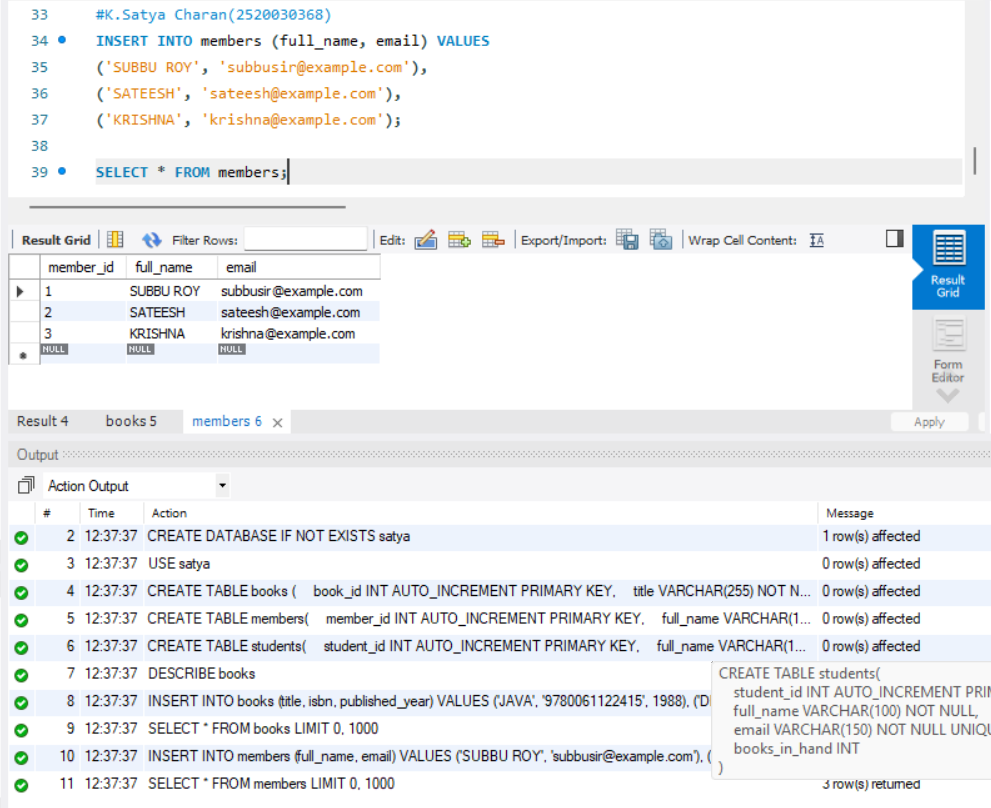 33 #K.Satya Charan(2520030368)
34 INSERT INTO members (full_name, email) VALUES
35 ('SUBBU ROY', 'subbusir@example.com'),
36 ('SATEESH', 'sateesh@example.com'),
37 ('KRISHNA', 'krishna@example.com');
38
39 SELECT * FROM members;
Result Grid Filter Rows: Edit: Export/Import: Wrap Cell Content: IA
member_id full_name email
1 SUBBU ROY subbusir@example.com
2 SATEESH sateesh@example.com
3 KRISHNA krishna@example.com
NULL NULL NULL
Result
Grid
Form
Editor
Result 4 books 5 members 6 Apply
Output
Action Output
# Time Action Message
2 12:37:37 CREATE DATABASE IF NOT EXISTS satya 1 row(s) affected
3 12:37:37 USE satya 0 row(s) affected
4 12:37:37 CREATE TABLE books ( book_id INT AUTO_INCREMENT PRIMARY KEY, title VARCHAR(255) NOT N... 0 row(s) affected
5 12:37:37 CREATE TABLE members( member_id INT AUTO_INCREMENT PRIMARY KEY, full_name VARCHAR(1... 0 row(s) affected
6 12:37:37 CREATE TABLE students( student_id INT AUTO_INCREMENT PRIMARY KEY, full_name VARCHAR(1... 0 row(s) affected
7 12:37:37 DESCRIBE books
8 12:37:37 INSERT INTO books (title, isbn, published_year) VALUES ('JAVA', '9780061122415', 1988), ('D
9 12:37:37 SELECT * FROM books LIMIT 0, 1000
10 12:37:37 INSERT INTO members (full_name, email) VALUES ('SUBBU ROY', 'subbusir@example.com'), (
11 12:37:37 SELECT * FROM members LIMIT 0, 1000 3 row(s) returned
CREATE TABLE students(
student_id INT AUTO_INCREMENT PRI
full_name VARCHAR(100) NOT NULL,
email VARCHAR(150) NOT NULL UNIQU
books_in_hand INT
)